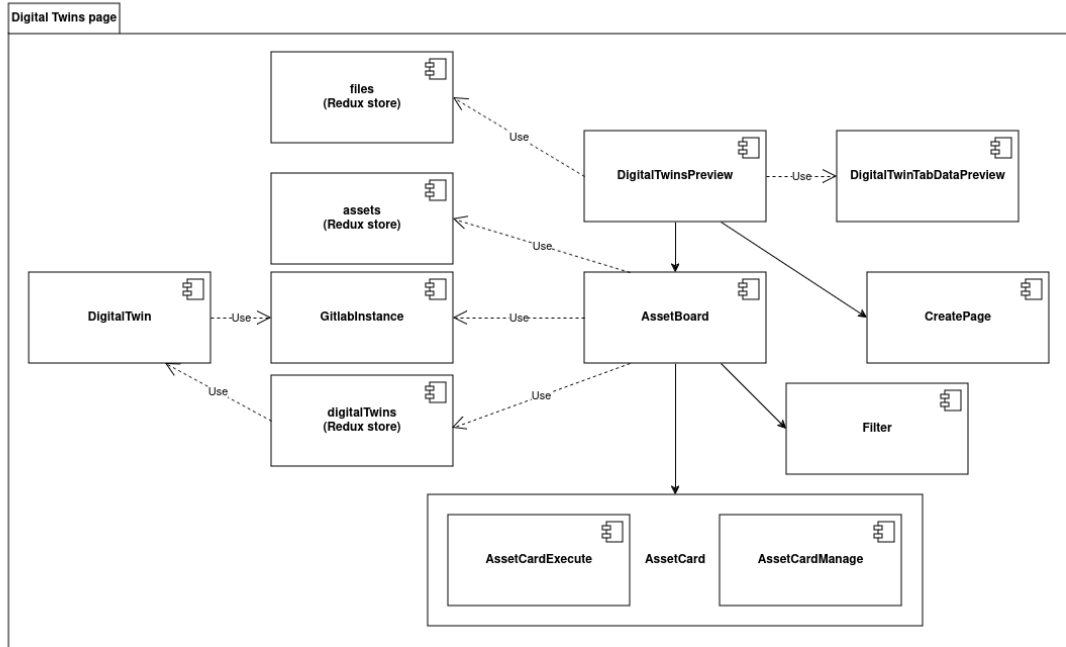 Digital Twins page
files
(Redux store)
Use
DigitalTwinsPreview
Use
DigitalTwinTabDataPreview
assets
(Redux store)
Use
DigitalTwin
Use
GitlabInstance
Use
AssetBoard
CreatePage
Use
digitalTwins
(Redux store)
Use
Filter
AssetCardExecute
AssetCard
AssetCardManage